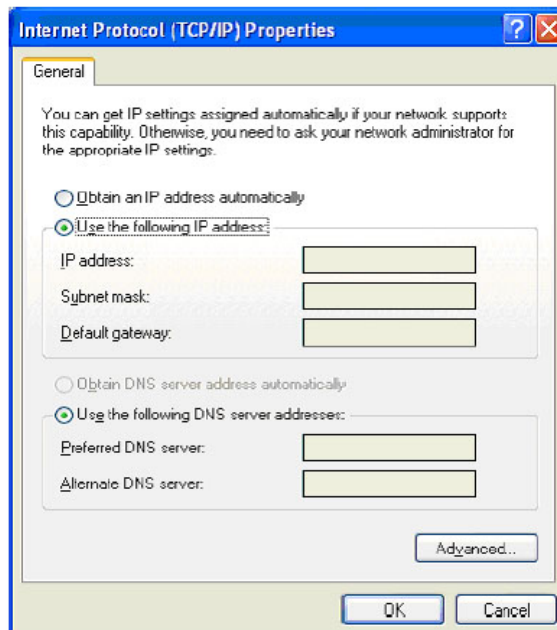 Internet Protocol (TCP/IP) Properties
General
You can get IP settings assigned automatically if your network supports
this capability. Otherwise, you need to ask your network administrator for
the appropriate IP settings.
Obtain an IP address automatically
Use the following IP address:
IP address:
Subnet mask:
Default gateway:
Obtain DNS server address automatically
Use the following DNS server addresses:
Preferred DNS server:
Alternate DNS server:
Advanced...
OK Cancel